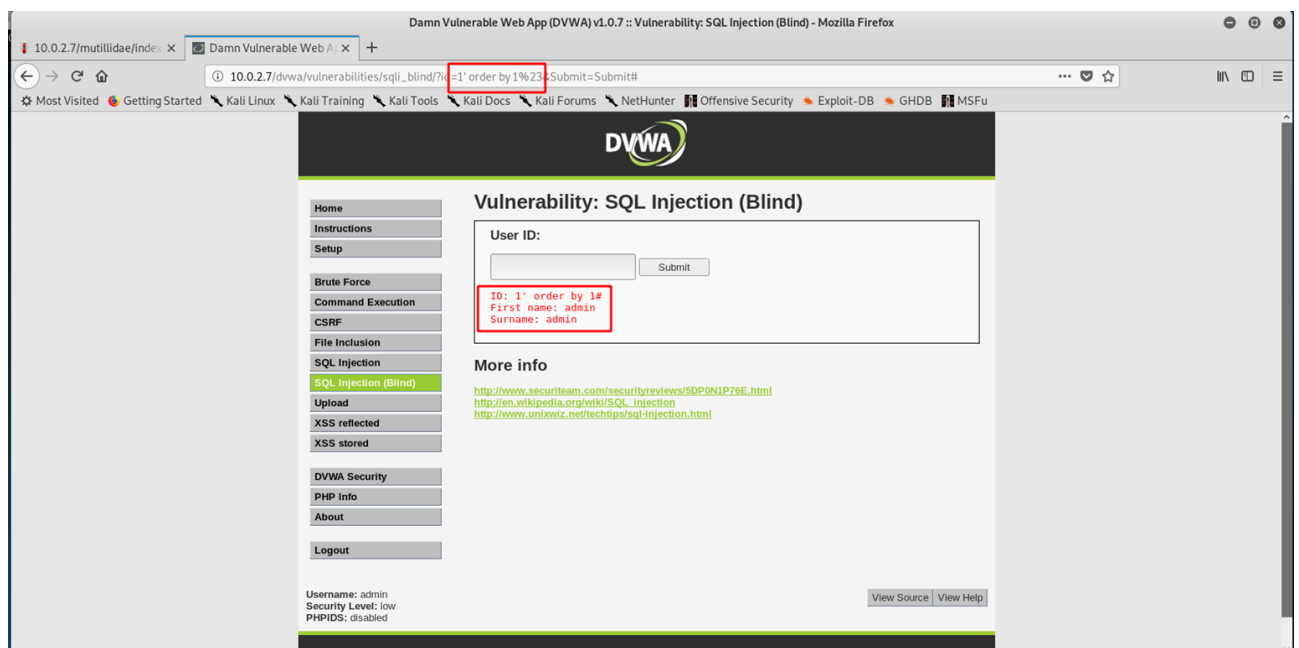 Damn Vulnerable Web App (DVWA) v1.0.7 :: Vulnerability: SQL Injection (Blind) - Mozilla Firefox
10.0.2.7/mutillidae/index
Damn Vulnerable Web A
10.0.2.7/dvwa/vulnerabilities/sqli_blind/?id=1' order by 1%23&Submit=Submit#
Most Visited Getting Started Kali Linux Kali Training Kali Tools Kali Docs Kali Forums NetHunter Offensive Security Exploit-DB GHDB MSFu
DVWA
Vulnerability: SQL Injection (Blind)
Home
Instructions
Setup
Brute Force
Command Execution
CSRF
File Inclusion
SQL Injection
SQL Injection (Blind)
Upload
XSS reflected
XSS stored
DVWA Security
PHP Info
About
Logout
User ID:
Submit
ID: 1' order by 1#
First name: admin
Surname: admin
More info
http://www.securiteam.com/securityreviews/5DP0N1P76E.html
http://en.wikipedia.org/wiki/SQL_injection
http://www.unixwiz.net/techtips/sql-injection.html
Username: admin
Security Level: low
PHPIDS: disabled
View Source View Help